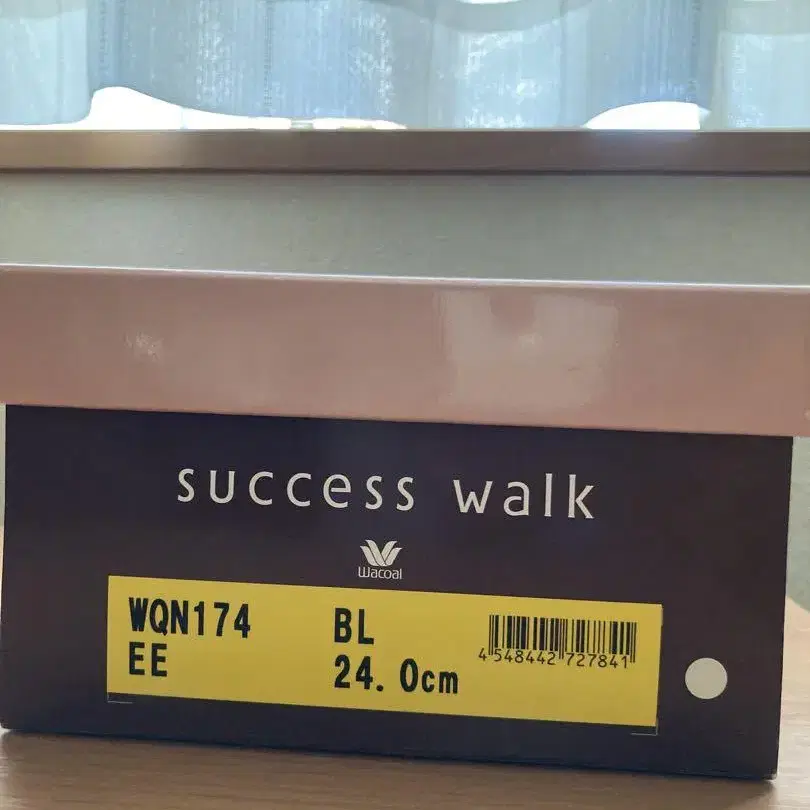 success walk
Wacoal
WQN174 BL
EE 24.0cm
4548442727841